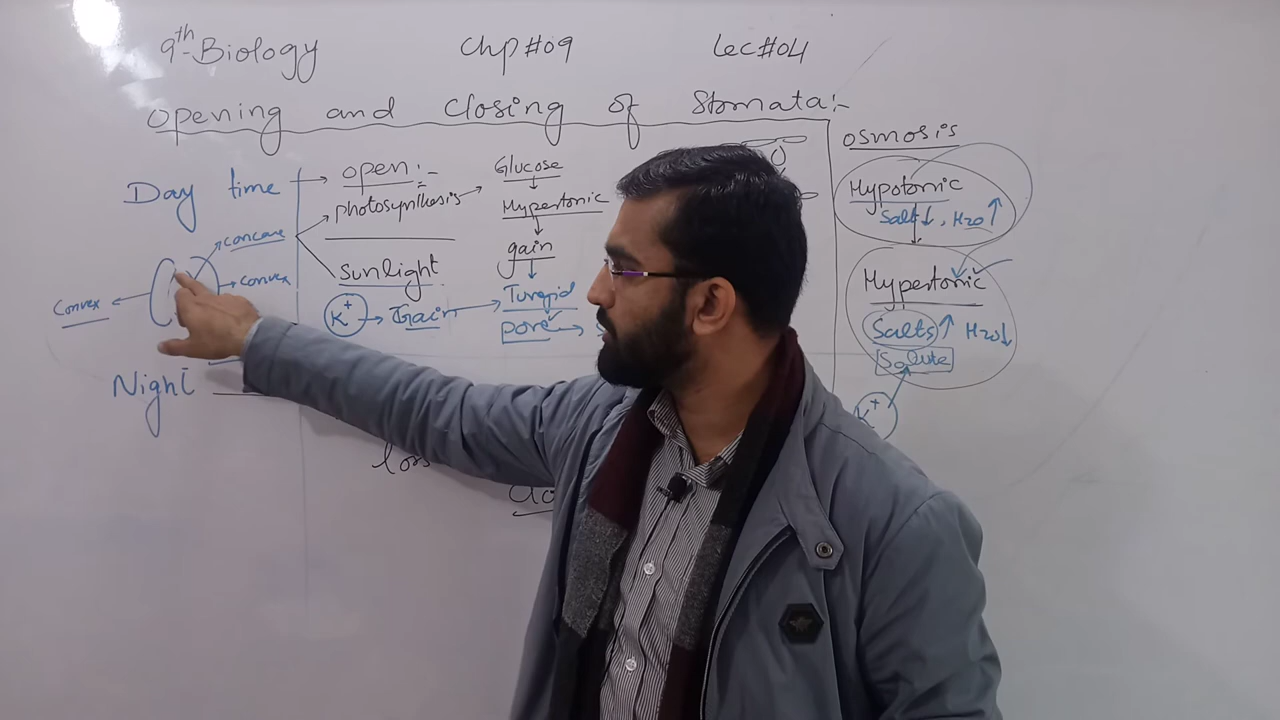 9th Biology Chp#09 Lec#04
Opening and Closing of Stomata:-
Day time → open:-
photosynthesis → Glucose
Hypertonic
gain
Turgid
pore →
sunlight
K+ →
concave
convex
Convex
Night
loss
osmosis
Hypotonic
Salt↓, H2O↑
Hypertonic
Salts↑ H2O↓
Solute
K+